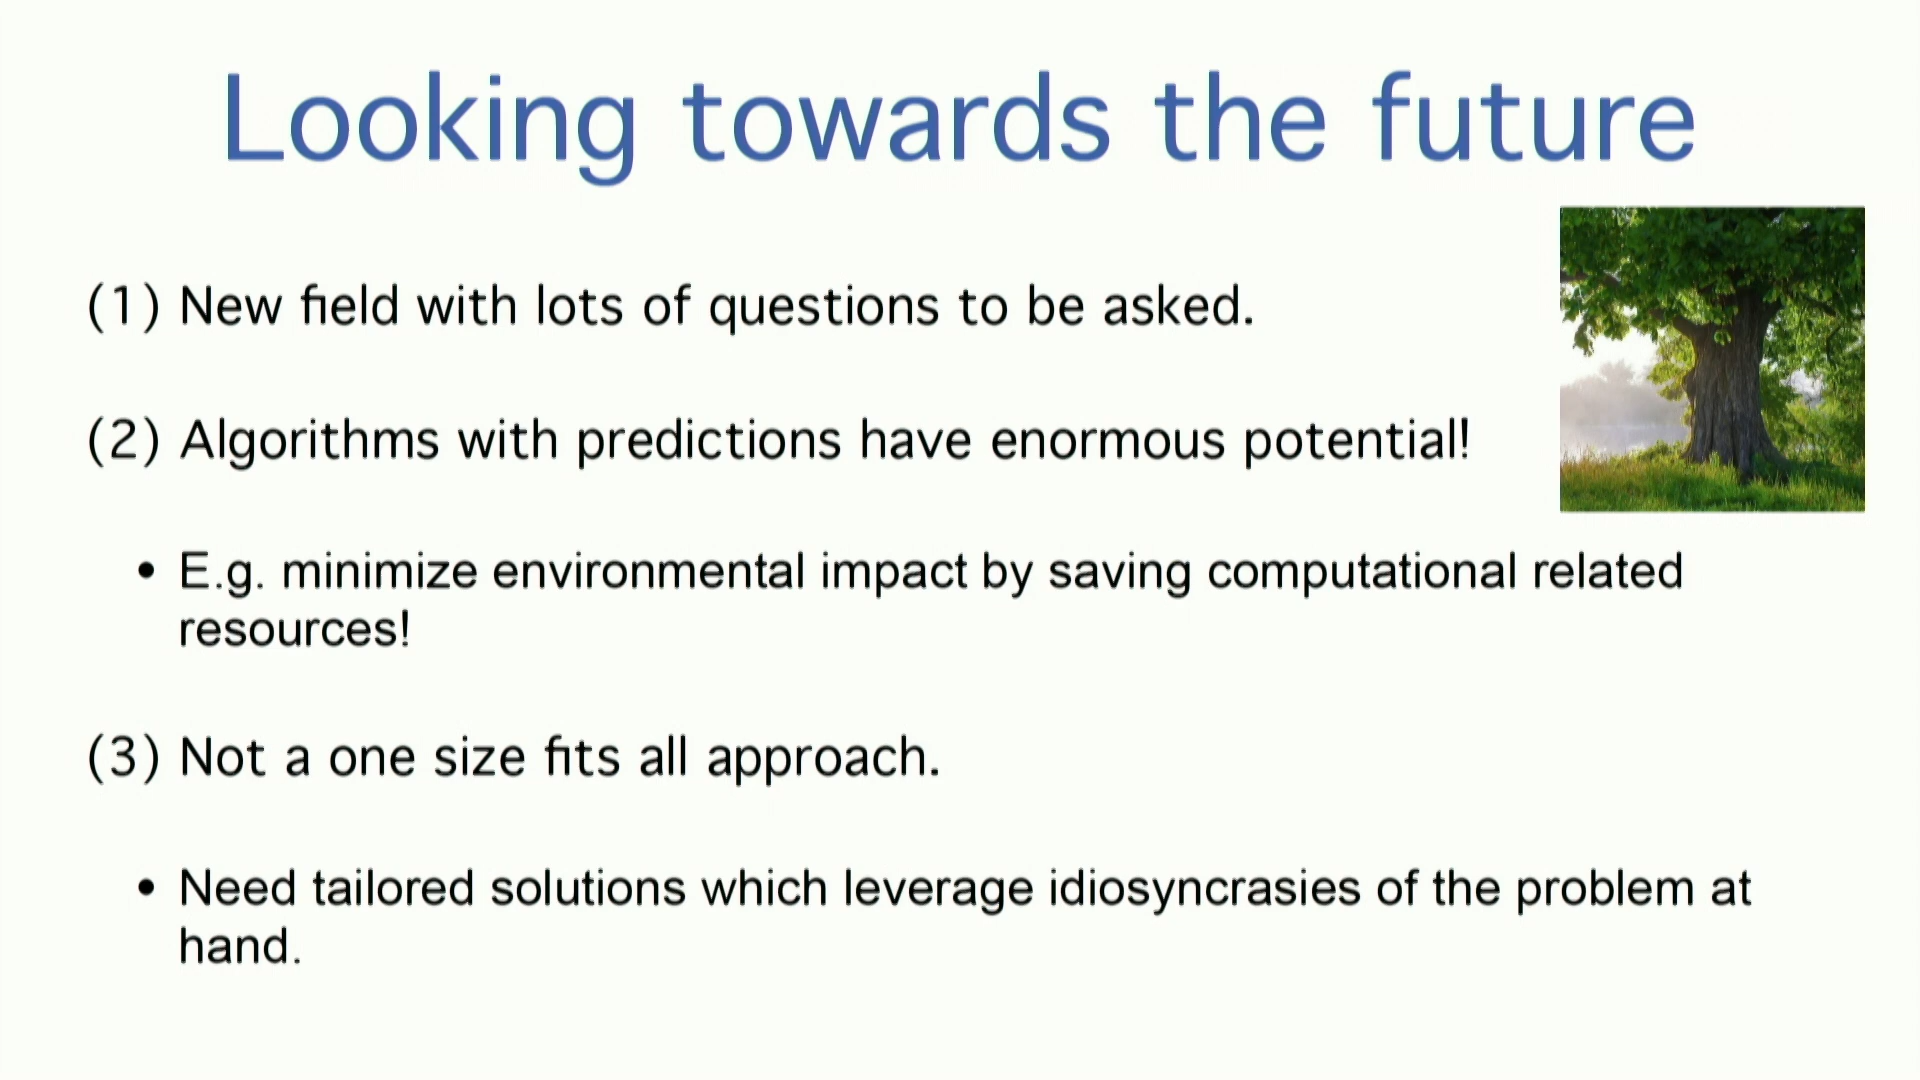 Looking towards the future
(1) New field with lots of questions to be asked.
(2) Algorithms with predictions have enormous potential!
• E.g. minimize environmental impact by saving computational related
resources!
(3) Not a one size fits all approach.
• Need tailored solutions which leverage idiosyncrasies of the problem at
hand.